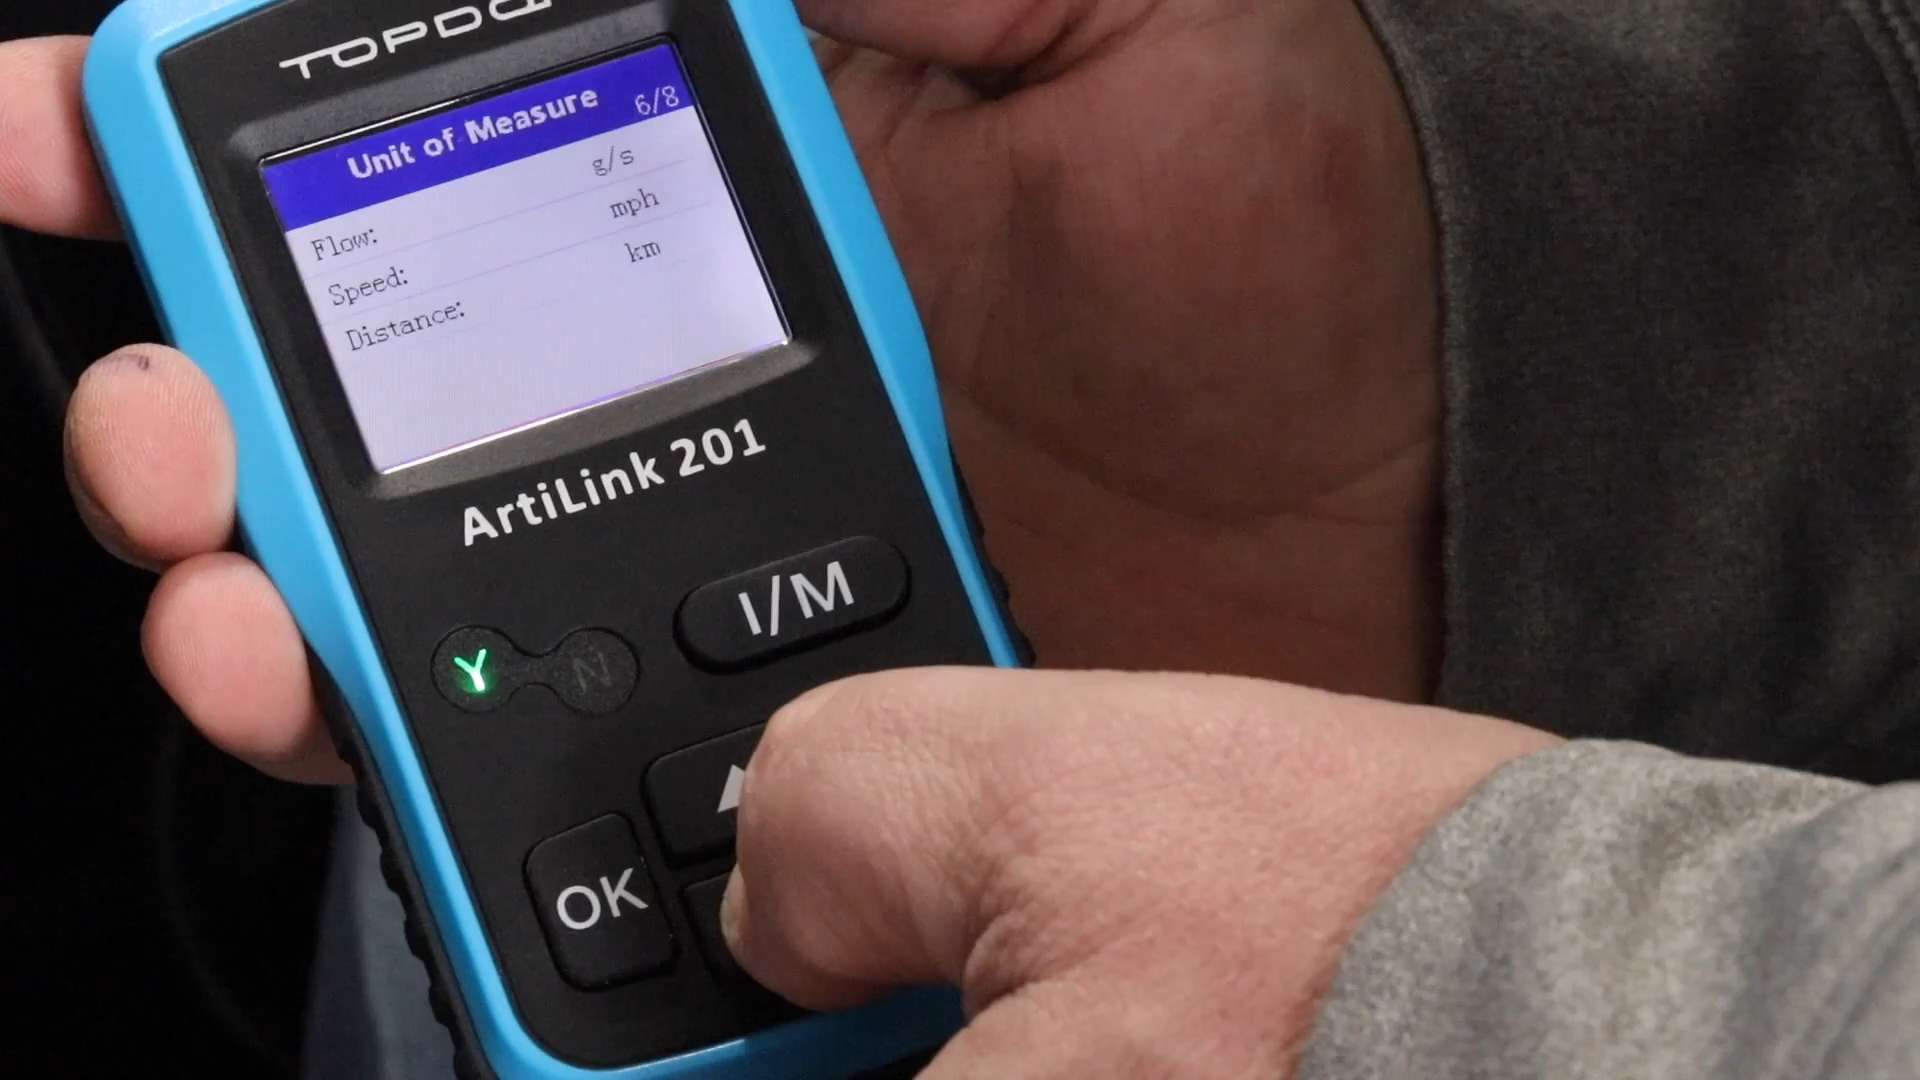 TOPDO
Unit of Measure 6/8
Flow: g/s
Speed: mph
Distance: km
ArtiLink 201
I/M
Y N
OK